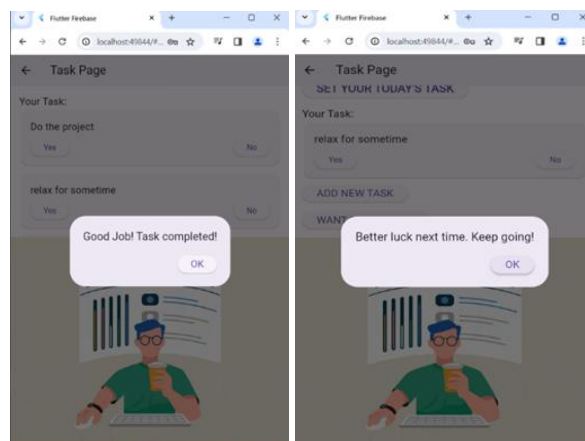 Flutter Firebase
localhost:49844/#...
Task Page
Your Task:
Do the project
Yes
No
relax for sometime
Yes
No
Good Job! Task completed!
OK
Flutter Firebase
localhost:49844/#...
Task Page
SET YOUR TODAY'S TASK
Your Task:
relax for sometime
Yes
No
ADD NEW TASK
WANT
Better luck next time. Keep going!
OK